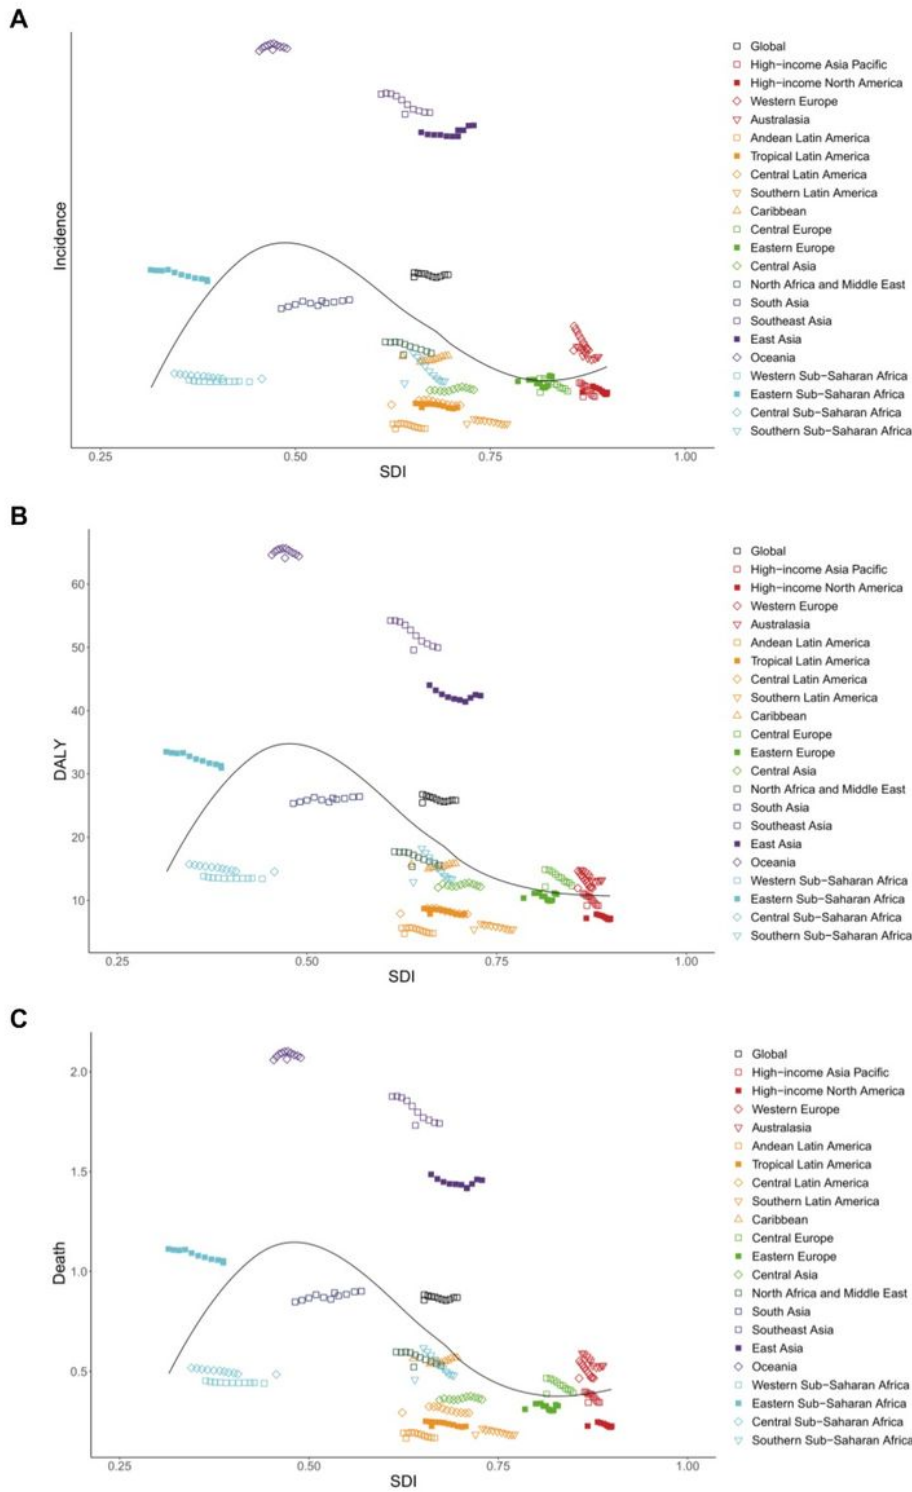 A
Incidence
0.25
0.50
0.75
1.00
SDI
Global
High−income Asia Pacific
High−income North America
Western Europe
Australasia
Andean Latin America
Tropical Latin America
Central Latin America
Southern Latin America
Caribbean
Central Europe
Eastern Europe
Central Asia
North Africa and Middle East
South Asia
Southeast Asia
East Asia
Oceania
Western Sub−Saharan Africa
Eastern Sub−Saharan Africa
Central Sub−Saharan Africa
Southern Sub−Saharan Africa
B
DALY
60
50
40
30
20
10
0.25
0.50
0.75
1.00
SDI
Global
High−income Asia Pacific
High−income North America
Western Europe
Australasia
Andean Latin America
Tropical Latin America
Central Latin America
Southern Latin America
Caribbean
Central Europe
Eastern Europe
Central Asia
North Africa and Middle East
South Asia
Southeast Asia
East Asia
Oceania
Western Sub−Saharan Africa
Eastern Sub−Saharan Africa
Central Sub−Saharan Africa
Southern Sub−Saharan Africa
C
Death
2.0
1.5
1.0
0.5
0.25
0.50
0.75
1.00
SDI
Global
High−income Asia Pacific
High−income North America
Western Europe
Australasia
Andean Latin America
Tropical Latin America
Central Latin America
Southern Latin America
Caribbean
Central Europe
Eastern Europe
Central Asia
North Africa and Middle East
South Asia
Southeast Asia
East Asia
Oceania
Western Sub−Saharan Africa
Eastern Sub−Saharan Africa
Central Sub−Saharan Africa
Southern Sub−Saharan Africa